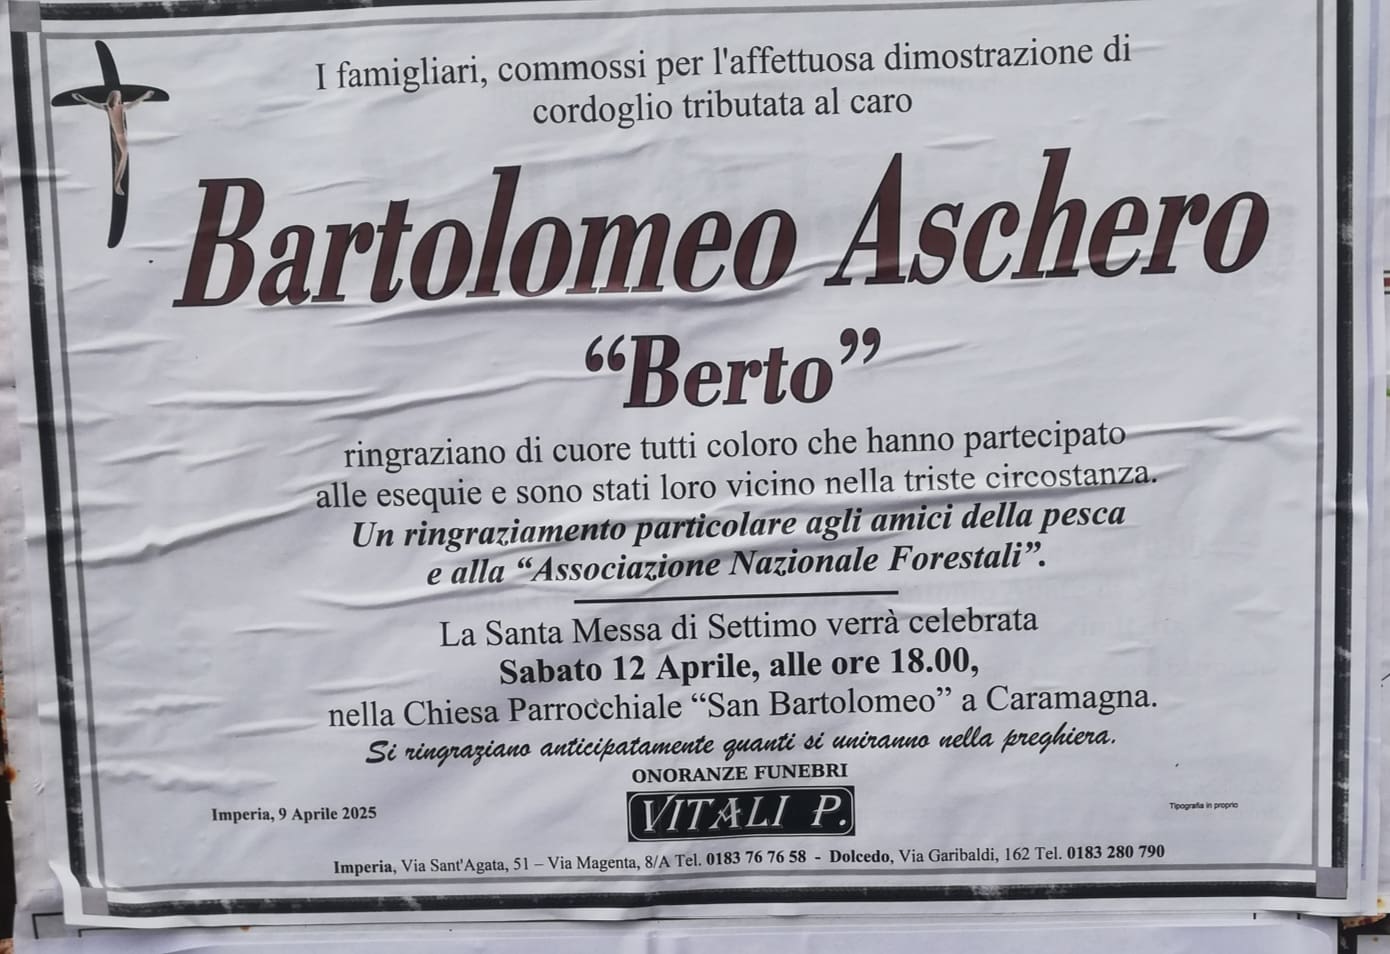 I famigliari, commossi per l'affettuosa dimostrazione di
cordoglio tributata al caro
Bartolomeo Aschero
“Berto”
ringraziano di cuore tutti coloro che hanno partecipato
alle esequie e sono stati loro vicino nella triste circostanza.
Un ringraziamento particolare agli amici della pesca
e alla “Associazione Nazionale Forestali”.
La Santa Messa di Settimo verrà celebrata
Sabato 12 Aprile, alle ore 18.00,
nella Chiesa Parrocchiale “San Bartolomeo” a Caramagna.
Si ringraziano anticipatamente quanti si uniranno nella preghiera.
ONORANZE FUNEBRI
VITALI P.
Imperia, 9 Aprile 2025
Tipografia in proprio
Imperia, Via Sant'Agata, 51 – Via Magenta, 8/A Tel. 0183 76 76 58 - Dolcedo, Via Garibaldi, 162 Tel. 0183 280 790